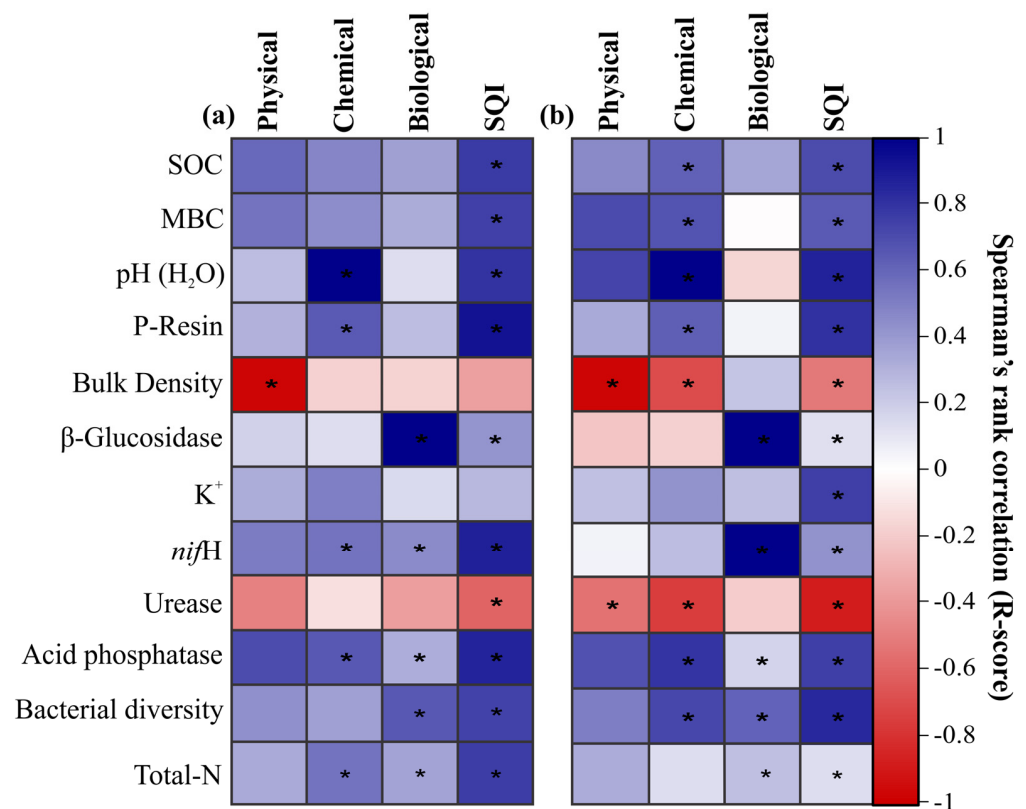 (a) Physical Chemical Biological SQI
(b) Physical Chemical Biological SQI
SOC * * *
MBC * * *
pH (H₂O) * * * *
P-Resin * * * *
Bulk Density * * * *
β-Glucosidase * * * *
K⁺ *
nifH * * * * *
Urease * * * *
Acid phosphatase * * * * * *
Bacterial diversity * * * * *
Total-N * * * * *
1
0.8
0.6
0.4
0.2
0
-0.2
-0.4
-0.6
-0.8
-1
Spearman’s rank correlation (R-score)